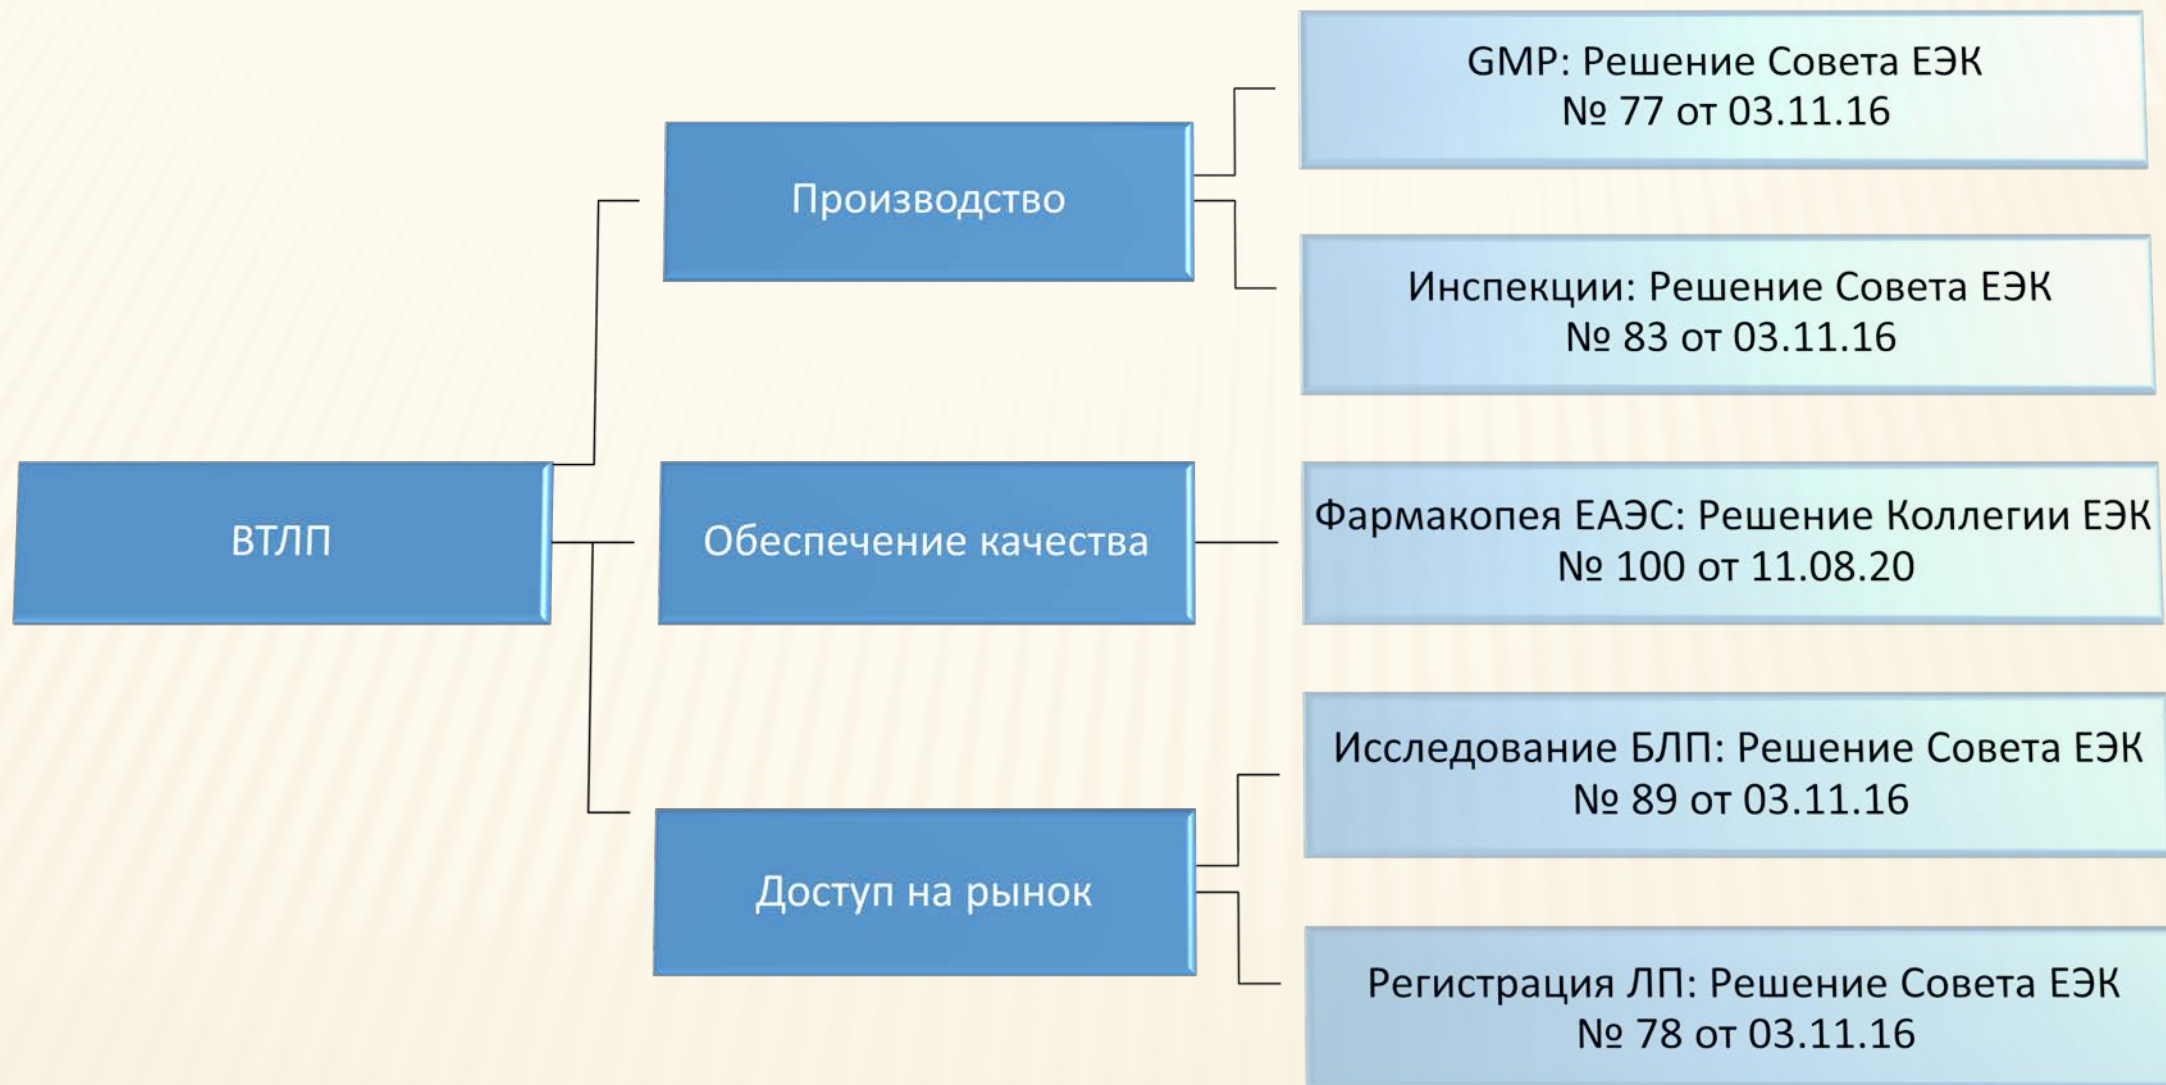 ВТЛП
Производство
GMP: Решение Совета ЕЭК
№ 77 от 03.11.16
Инспекции: Решение Совета ЕЭК
№ 83 от 03.11.16
Обеспечение качества
Фармакопея ЕАЭС: Решение Коллегии ЕЭК
№ 100 от 11.08.20
Доступ на рынок
Исследование БЛП: Решение Совета ЕЭК
№ 89 от 03.11.16
Регистрация ЛП: Решение Совета ЕЭК
№ 78 от 03.11.16